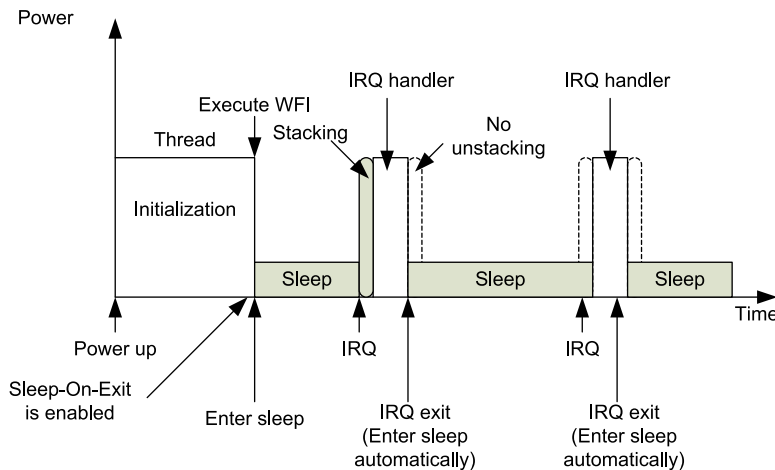 Power
IRQ handler
IRQ handler
Execute WFI
Thread
Stacking
No
unstacking
Initialization
Sleep
Sleep
Sleep
Time
Power up
IRQ
IRQ
Sleep-On-Exit
is enabled
Enter sleep
IRQ exit
(Enter sleep
automatically)
IRQ exit
(Enter sleep
automatically)